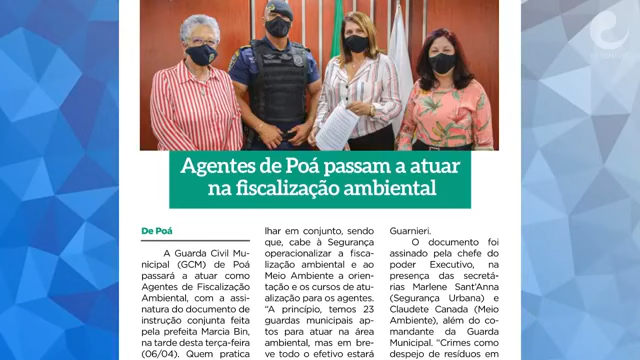 Agentes de Poá passam a atuar
na fiscalização ambiental
De Poá
A Guarda Civil Mu-
nicipal (GCM) de Poá
passará a atuar como
Agentes de Fiscalização
Ambiental, com a assi-
natura do documento de
instrução conjunta feita
pela prefeita Marcia Bin,
na tarde desta terça-feira
(06/04). Quem pratica
lhar em conjunto, sendo
que, cabe à Segurança
operacionalizar a fisca-
lização ambiental e ao
Meio Ambiente a orienta-
ção e os cursos de atu-
alização para os agentes.
“A princípio, temos 23
guardas municipais ap-
tos para atuar na área
ambiental, mas em bre-
ve todo o efetivo estará
Guarnieri.
O documento foi
assinado pela chefe do
poder Executivo, na
presença das secretá-
rias Marlene Sant’Anna
(Segurança Urbana) e
Claudete Canada (Meio
Ambiente), além do co-
mandante da Guarda
Municipal. “Crimes como
despejo de resíduos em